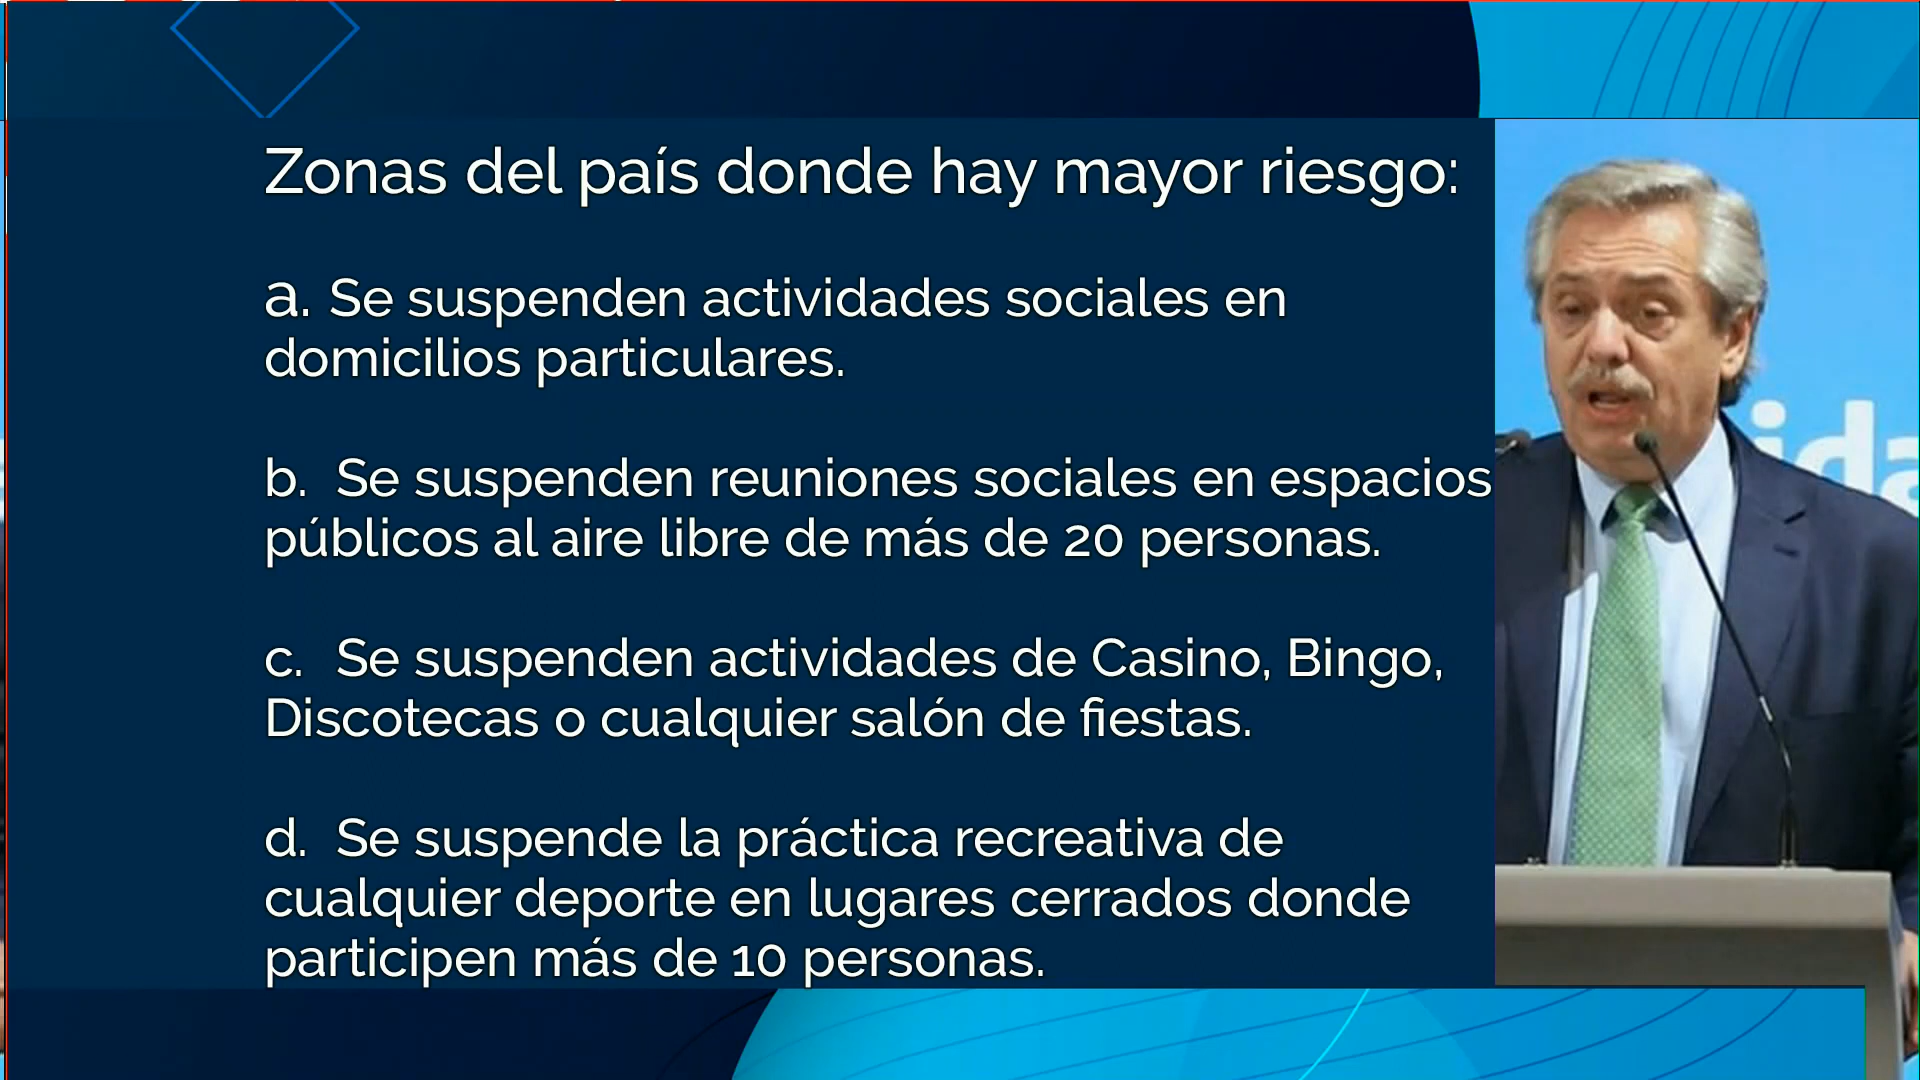 Zonas del país donde hay mayor riesgo:
a. Se suspenden actividades sociales en
domicilios particulares.
b. Se suspenden reuniones sociales en espacios
públicos al aire libre de más de 20 personas.
c. Se suspenden actividades de Casino, Bingo,
Discotecas o cualquier salón de fiestas.
d. Se suspende la práctica recreativa de
cualquier deporte en lugares cerrados donde
participen más de 10 personas.
ida